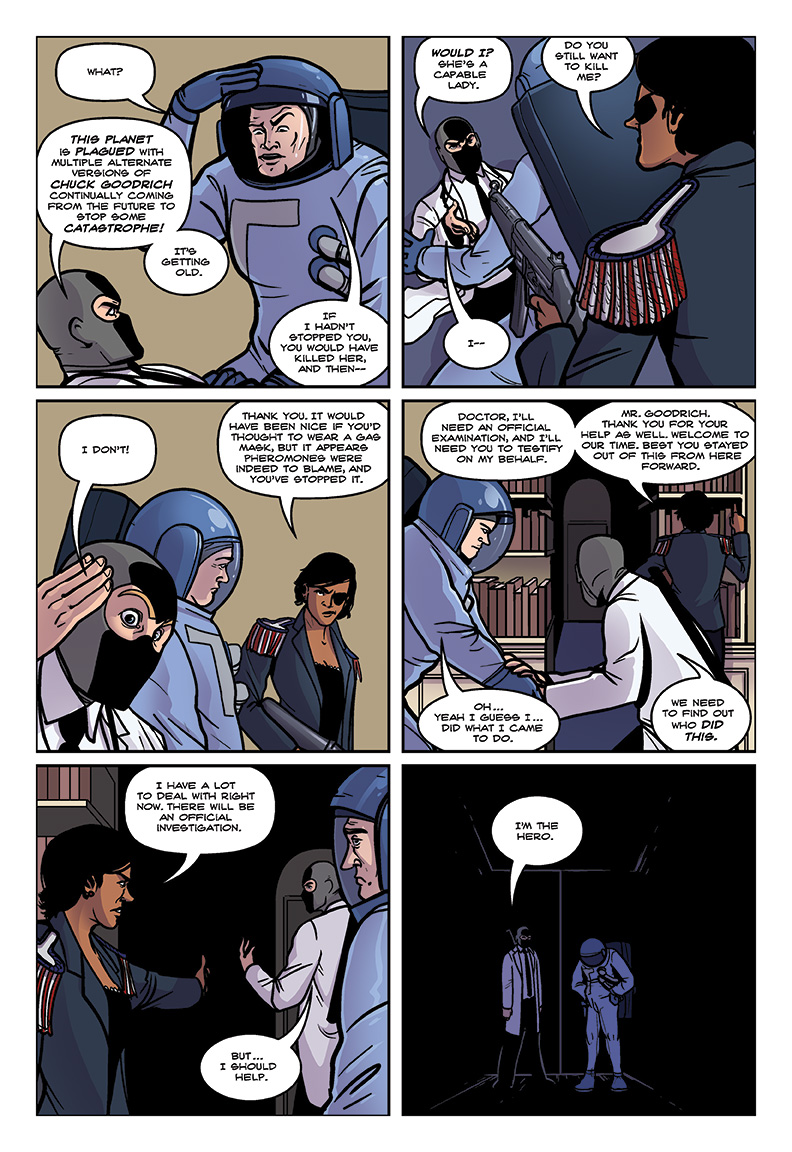 WHAT?
THIS PLANET
IS PLAGUED WITH
MULTIPLE ALTERNATE
VERSIONS OF
CHUCK GOODRICH
CONTINUALLY COMING
FROM THE FUTURE TO
STOP SOME
CATASTROPHE!
IT'S
GETTING
OLD.
IF
I HADN'T
STOPPED YOU,
YOU WOULD HAVE
KILLED HER,
AND THEN--
WOULD I?
SHE'S A
CAPABLE
LADY.
DO YOU
STILL WANT
TO KILL
ME?
I--
I DON'T!
THANK YOU. IT WOULD
HAVE BEEN NICE IF YOU'D
THOUGHT TO WEAR A GAS
MASK, BUT IT APPEARS
PHEROMONES WERE
INDEED TO BLAME, AND
YOU'VE STOPPED IT.
DOCTOR, I'LL
NEED AN OFFICIAL
EXAMINATION, AND I'LL
NEED YOU TO TESTIFY
ON MY BEHALF.
MR. GOODRICH.
THANK YOU FOR YOUR
HELP AS WELL. WELCOME TO
OUR TIME. BEST YOU STAYED
OUT OF THIS FROM HERE
FORWARD.
OH...
YEAH I GUESS I...
DID WHAT I CAME
TO DO.
WE NEED
TO FIND OUT
WHO DID
THIS.
I HAVE A LOT
TO DEAL WITH RIGHT
NOW. THERE WILL BE
AN OFFICIAL
INVESTIGATION.
BUT...
I SHOULD
HELP.
I'M THE
HERO.